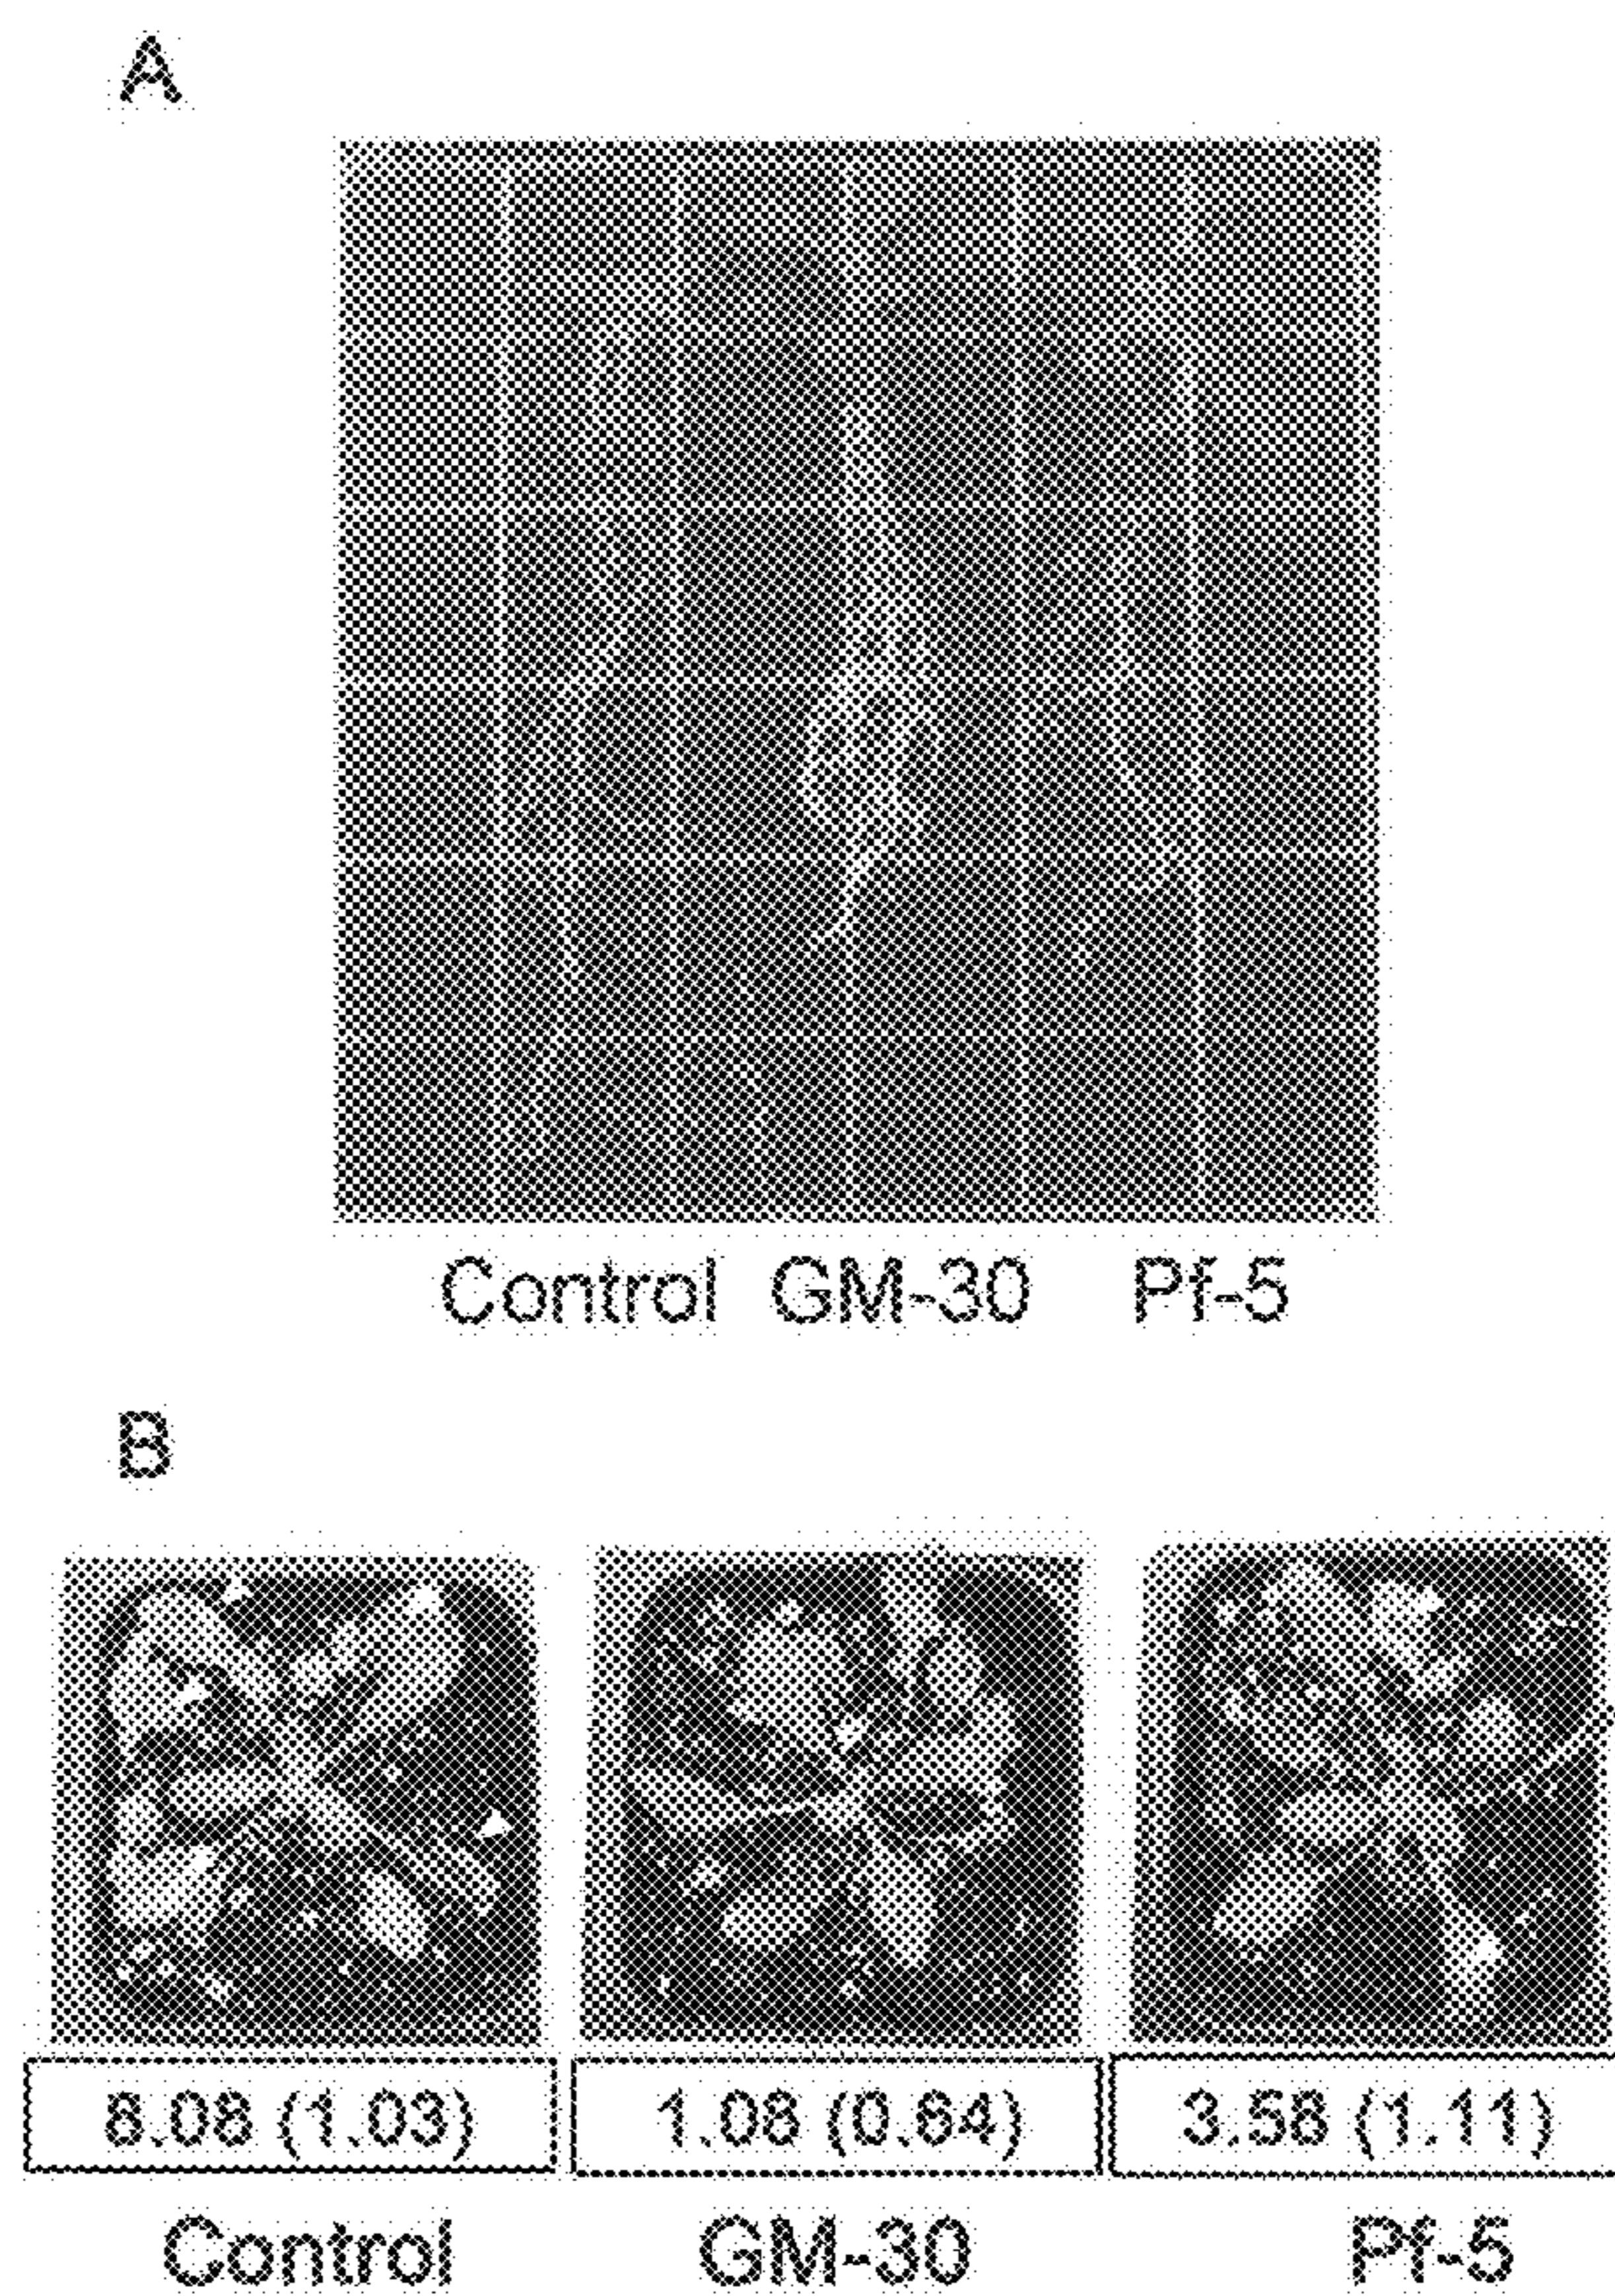 A
Control GM-30 Pf-5
B
8.08 (1.03) 1.08 (0.64) 3.58 (1.11)
Control GM-30 Pf-5